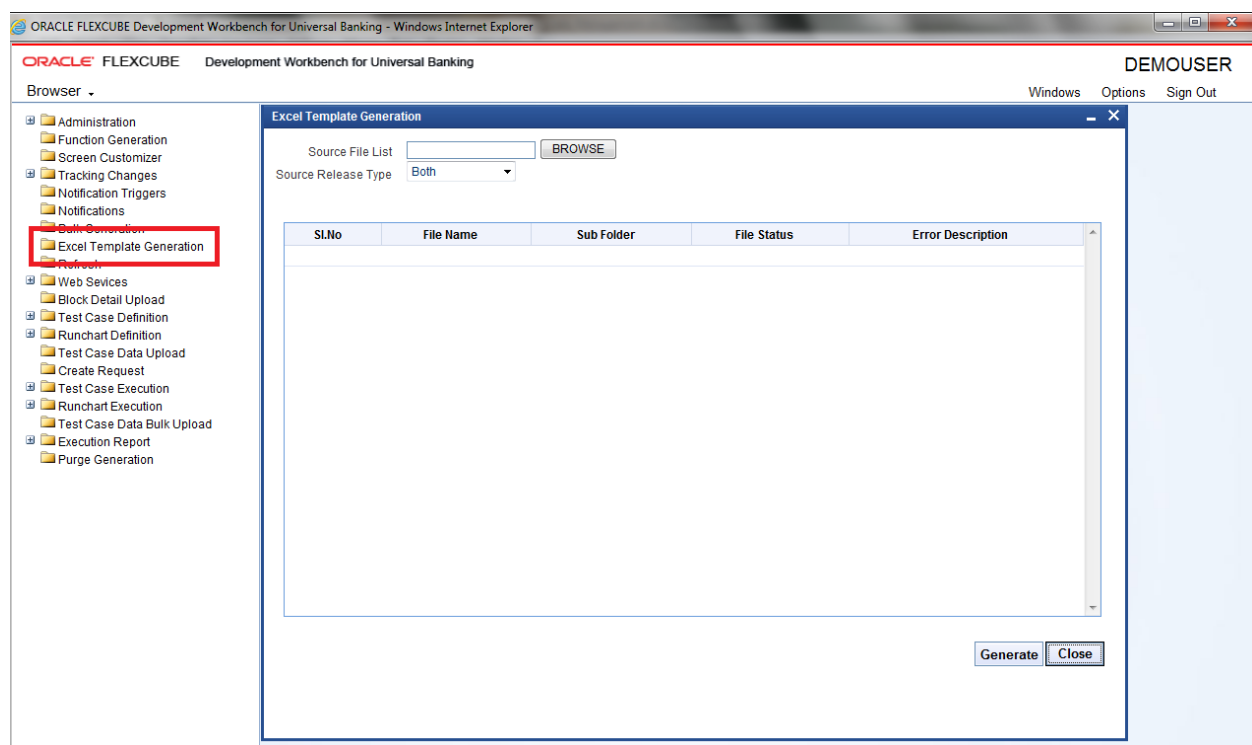 ORACLE FLEXCUBE Development Workbench for Universal Banking - Windows Internet Explorer
ORACLE FLEXCUBE Development Workbench for Universal Banking
DEMOUSER
Browser
Windows Options Sign Out
Administration
Function Generation
Screen Customizer
Tracking Changes
Notification Triggers
Notifications
Bulk Generation
Excel Template Generation
Refresh
Web Sevices
Block Detail Upload
Test Case Definition
Runchart Definition
Test Case Data Upload
Create Request
Test Case Execution
Runchart Execution
Test Case Data Bulk Upload
Execution Report
Purge Generation
Excel Template Generation
Source File List BROWSE
Source Release Type Both
Sl.No File Name Sub Folder File Status Error Description
Generate Close